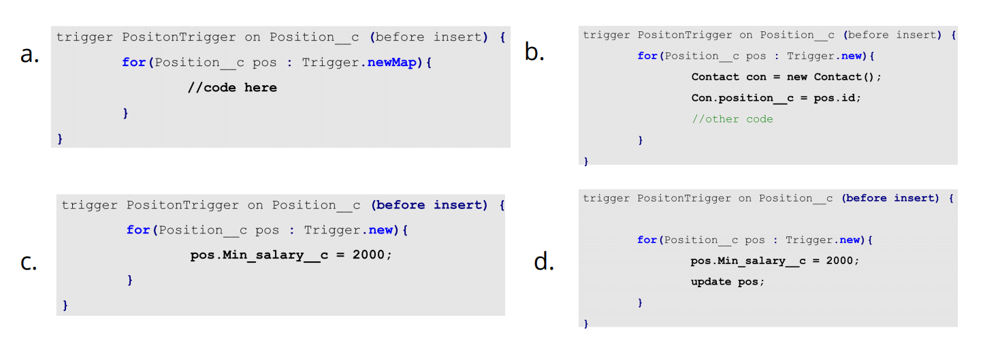 a.
trigger PositonTrigger on Position__c (before insert) {
for(Position__c pos : Trigger.newMap){
//code here
}
}
b.
trigger PositonTrigger on Position__c (before insert) {
for(Position__c pos : Trigger.new){
Contact con = new Contact();
Con.position__c = pos.id;
//other code
}
}
c.
trigger PositonTrigger on Position__c (before insert) {
for(Position__c pos : Trigger.new){
pos.Min_salary__c = 2000;
}
}
d.
trigger PositonTrigger on Position__c (before insert) {
for(Position__c pos : Trigger.new){
pos.Min_salary__c = 2000;
update pos;
}
}